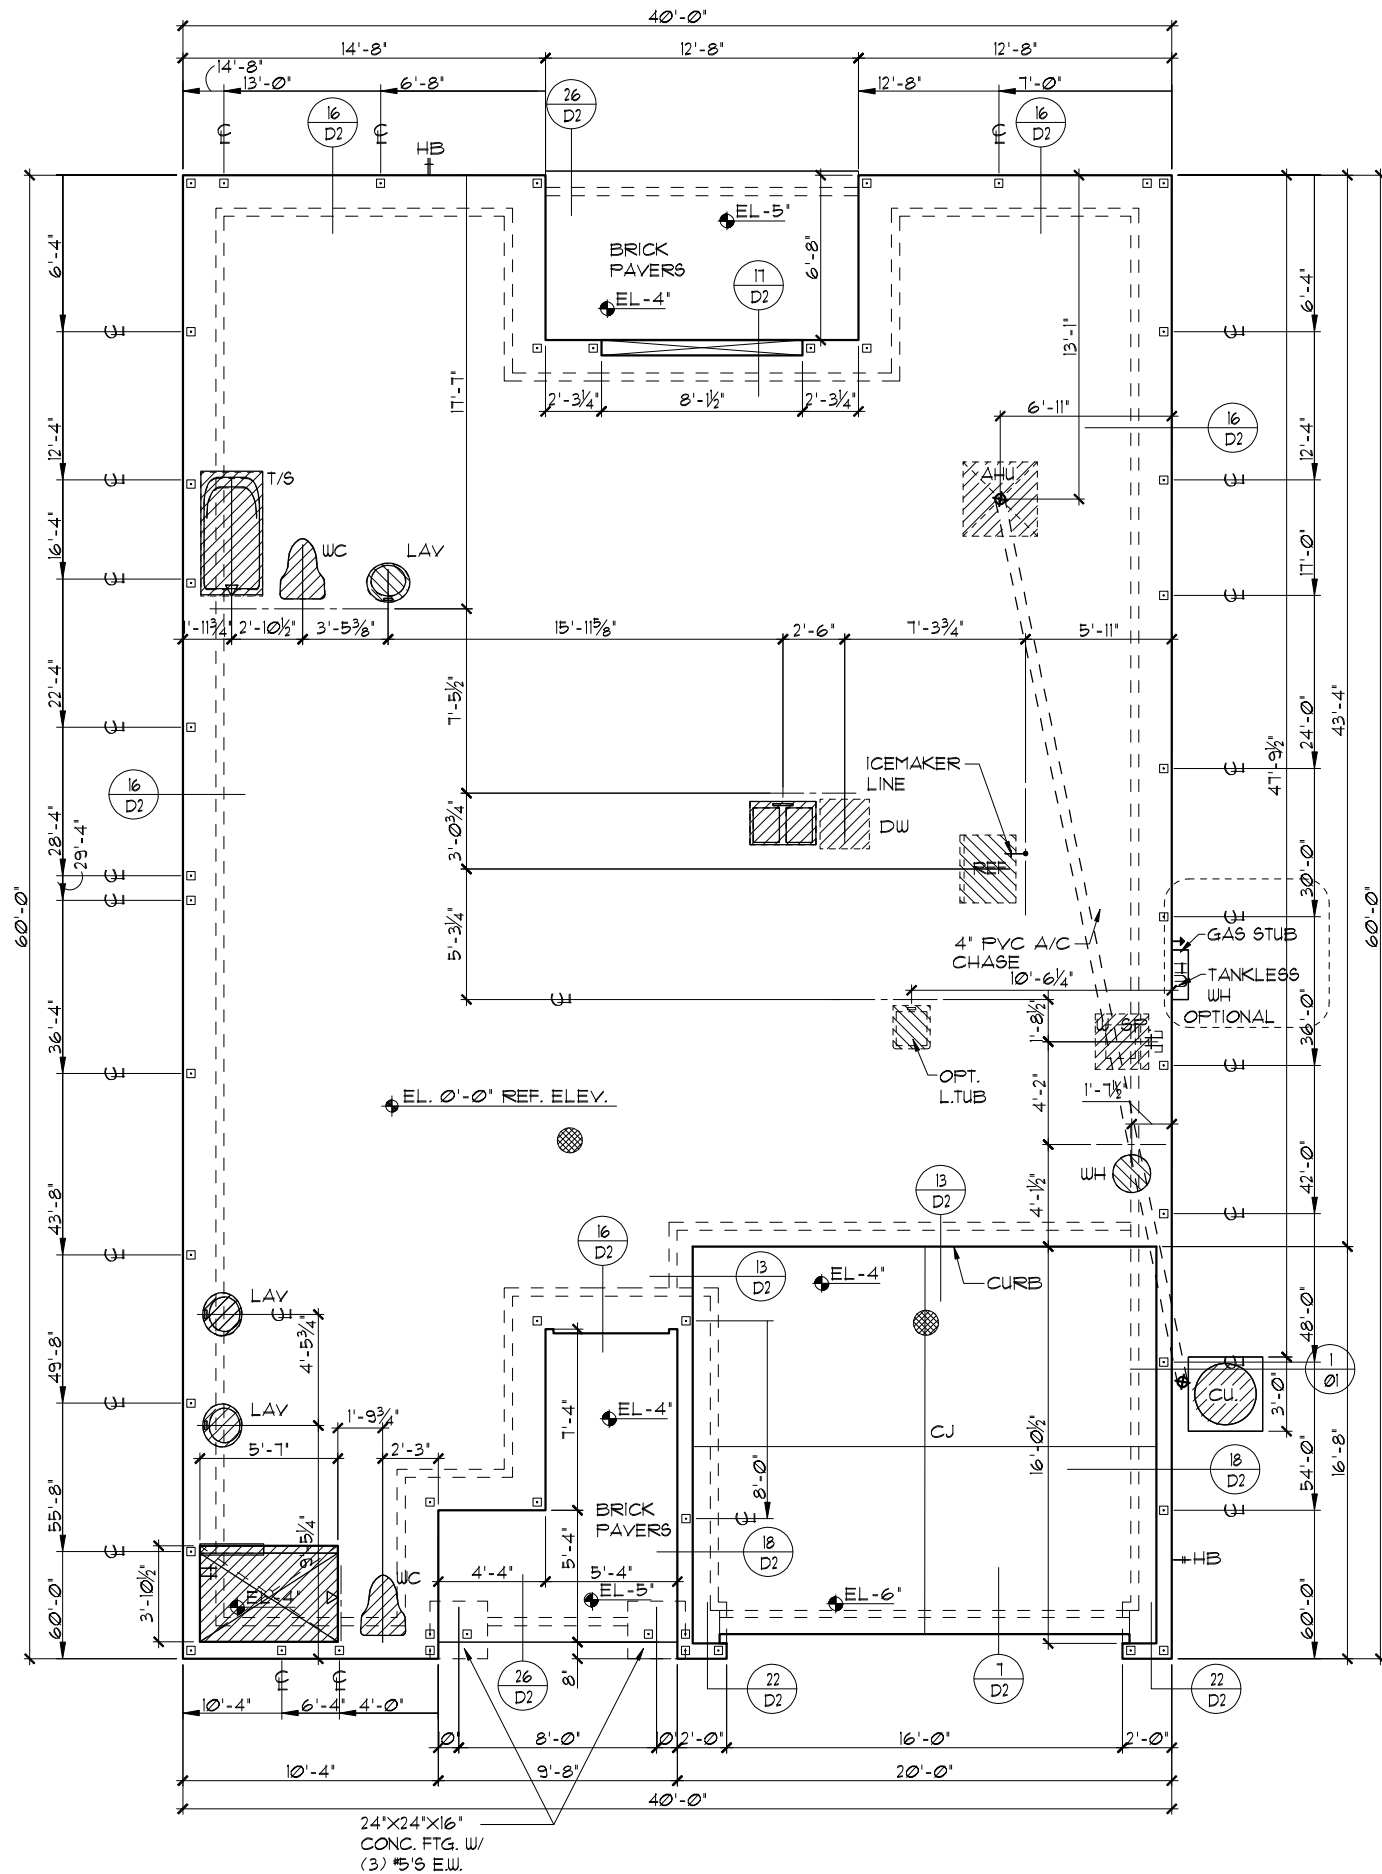 40'-0"
14'-8" 12'-8" 12'-8"
14'-8" 13'-0" 6'-8" 12'-8" 7'-0"
26
D2
16
D2
16
D2
HB
EL-5"
BRICK
PAVERS
EL-4"
17
D2
6'-8"
2'-3¼" 8'-½" 2'-3¼"
17'-7"
13'-1"
6'-11"
16
D2
6'-4"
12'-4"
16'-4"
22'-4"
28'-4"
29'-4"
36'-4"
43'-8"
49'-8"
55'-8"
60'-0"
60'-0"
6'-4"
12'-4"
17'-0"
24'-0"
30'-0"
36'-0"
42'-0"
48'-0"
54'-0"
60'-0"
43'-4"
47'-9½"
16'-8"
60'-0"
T/S
WC
LAV
AHU
1'-11¾" 2'-10½" 3'-5⅜" 15'-11⅝" 2'-6" 7'-3¾" 5'-11"
7'-5½"
3'-0¾"
5'-3¼"
16
D2
ICEMAKER
LINE
DW
REF
4" PVC A/C
CHASE
GAS STUB
TANKLESS
WH
OPTIONAL
10'-6¼"
1'-8½"
SP.
OPT.
L.TUB
4'-2"
1'-7½"
EL. 0'-0" REF. ELEV.
WH
4'-1½"
13
D2
16
D2
13
D2
EL-4"
CURB
LAV
4'-5¾"
LAV
1'-9¾"
5'-7"
2'-3"
7'-4"
EL-4"
8'-0"
CJ
16'-0½"
CU.
3'-0"
1
01
18
D2
BRICK
PAVERS
18
D2
HB
9'-5¼"
3'-10½"
EL-4"
WC
4'-4" 5'-4"
5'-4"
EL-5"
EL-6"
8"
26
D2
22
D2
7
D2
22
D2
10'-4" 6'-4" 4'-0"
10" 8'-0" 10" 2'-0" 16'-0" 2'-0"
10'-4" 9'-8" 20'-0"
40'-0"
24"X24"X16"
CONC. FTG. W/
(3) #5'S E.W.